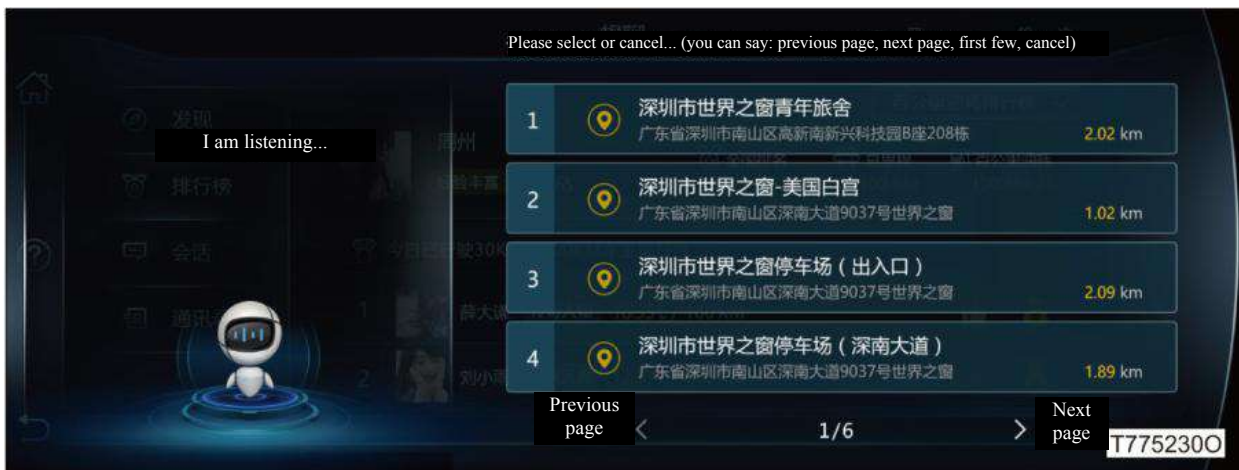 Please select or cancel... (you can say: previous page, next page, first few, cancel)
发现
I am listening...
排行榜
会话
1
深圳市世界之窗青年旅舍
广东省深圳市南山区高新南新兴科技园B座208栋
2.02 km
2
深圳市世界之窗-美国白宫
广东省深圳市南山区深南大道9037号世界之窗
1.02 km
3
深圳市世界之窗停车场(出入口)
广东省深圳市南山区深南大道9037号世界之窗
2.09 km
4
深圳市世界之窗停车场(深南大道)
广东省深圳市南山区深南大道9037号世界之窗
1.89 km
1
2
Previous
page
1/6
Next
page
T775230O